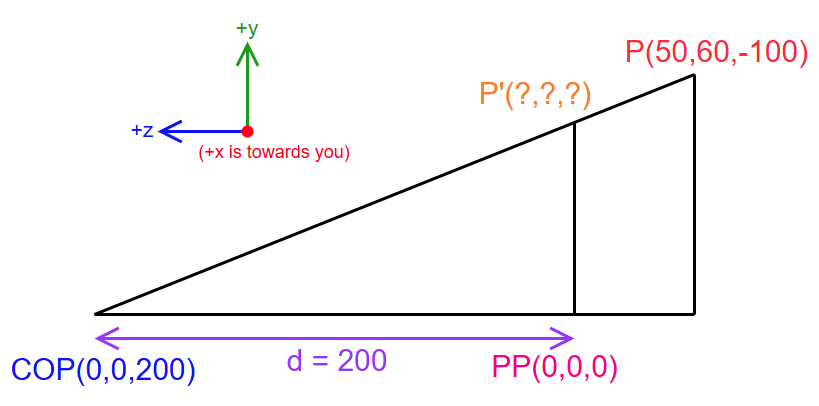 +y
P(50,60,-100)
P'(?,?,?)
+z
(+x is towards you)
d = 200
COP(0,0,200)
PP(0,0,0)